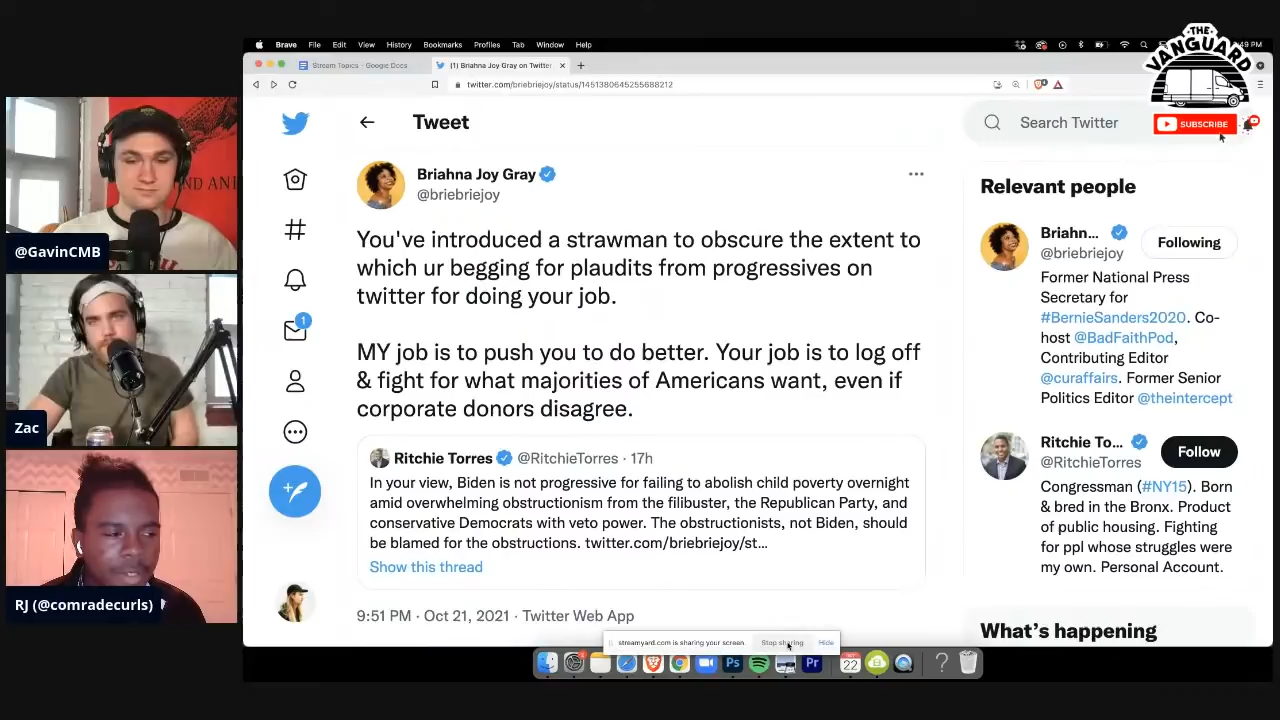 Brave File Edit View History Bookmarks Profiles Tab Window Help
THE
VANGUARD
SUBSCRIBE
Stream Topics - Google Docs
(1) Briahna Joy Gray on Twitter
twitter.com/briebriejoy/status/1451380645255688212
Tweet
Search Twitter
Briahna Joy Gray
@briebriejoy
You've introduced a strawman to obscure the extent to
which ur begging for plaudits from progressives on
twitter for doing your job.
MY job is to push you to do better. Your job is to log off
& fight for what majorities of Americans want, even if
corporate donors disagree.
Ritchie Torres @RitchieTorres · 17h
In your view, Biden is not progressive for failing to abolish child poverty overnight
amid overwhelming obstructionism from the filibuster, the Republican Party, and
conservative Democrats with veto power. The obstructionists, not Biden, should
be blamed for the obstructions. twitter.com/briebriejoy/st...
Show this thread
9:51 PM · Oct 21, 2021 · Twitter Web App
1
Relevant people
Briahn...
@briebriejoy
Following
Former National Press
Secretary for
#BernieSanders2020. Co-
host @BadFaithPod,
Contributing Editor
@curaffairs. Former Senior
Politics Editor @theintercept
Ritchie To...
@RitchieTorres
Follow
Congressman (#NY15). Born
& bred in the Bronx. Product
of public housing. Fighting
for ppl whose struggles were
my own. Personal Account.
What's happening
streamyard.com is sharing your screen.
Stop sharing
Hide
Ps
Pr
22
@GavinCMB
Zac
RJ (@comradecurls)